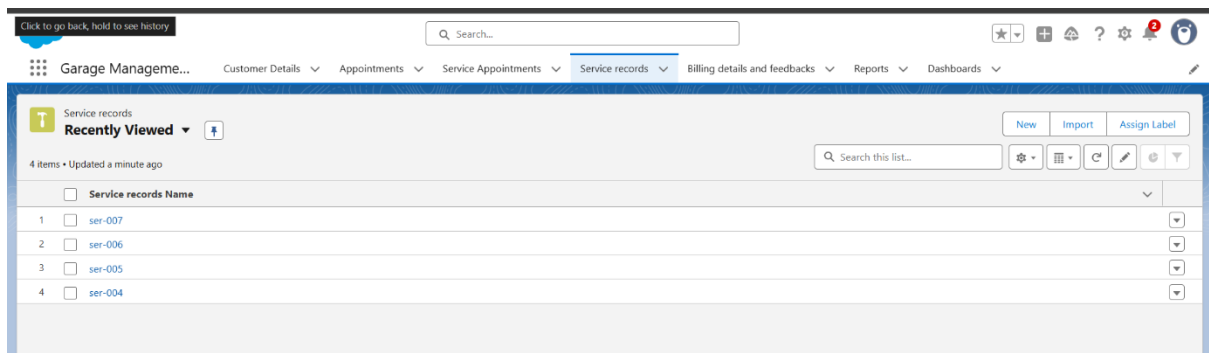 Click to go back, hold to see history
Search...
2
Garage Manageme...
Customer Details
Appointments
Service Appointments
Service records
Billing details and feedbacks
Reports
Dashboards
Service records
Recently Viewed
New
Import
Assign Label
4 items • Updated a minute ago
Search this list...
Service records Name
1 ser-007
2 ser-006
3 ser-005
4 ser-004